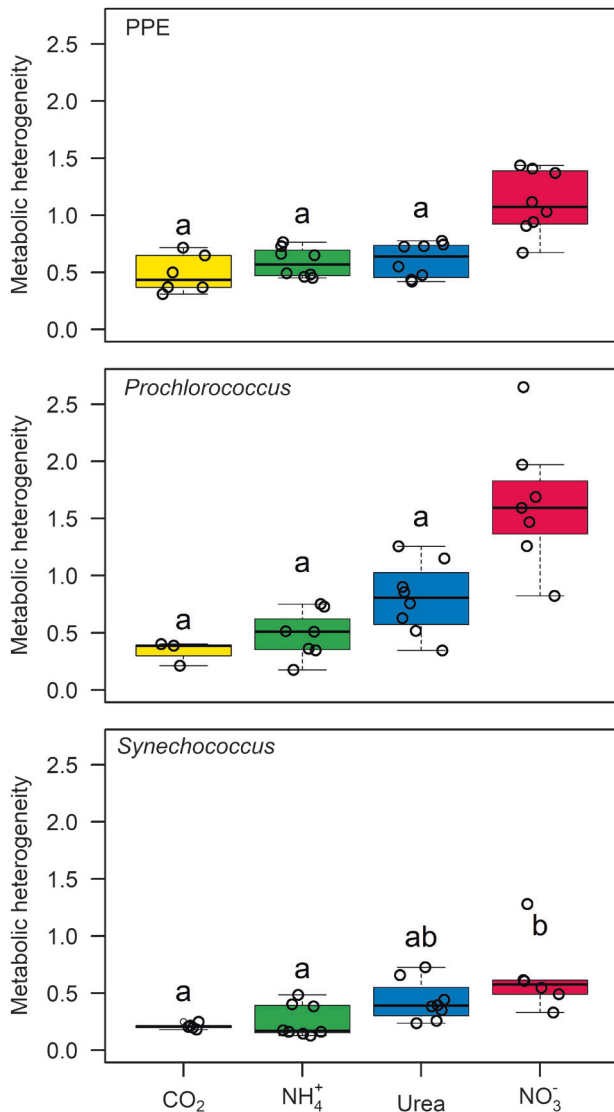 PPE
Metabolic heterogeneity
2.5
2.0
1.5
1.0
0.5
0.0
a
a
a
Prochlorococcus
Metabolic heterogeneity
2.5
2.0
1.5
1.0
0.5
0.0
a
a
a
Synechococcus
Metabolic heterogeneity
2.5
2.0
1.5
1.0
0.5
0.0
a
a
ab
b
CO₂
NH₄⁺
Urea
NO₃⁻